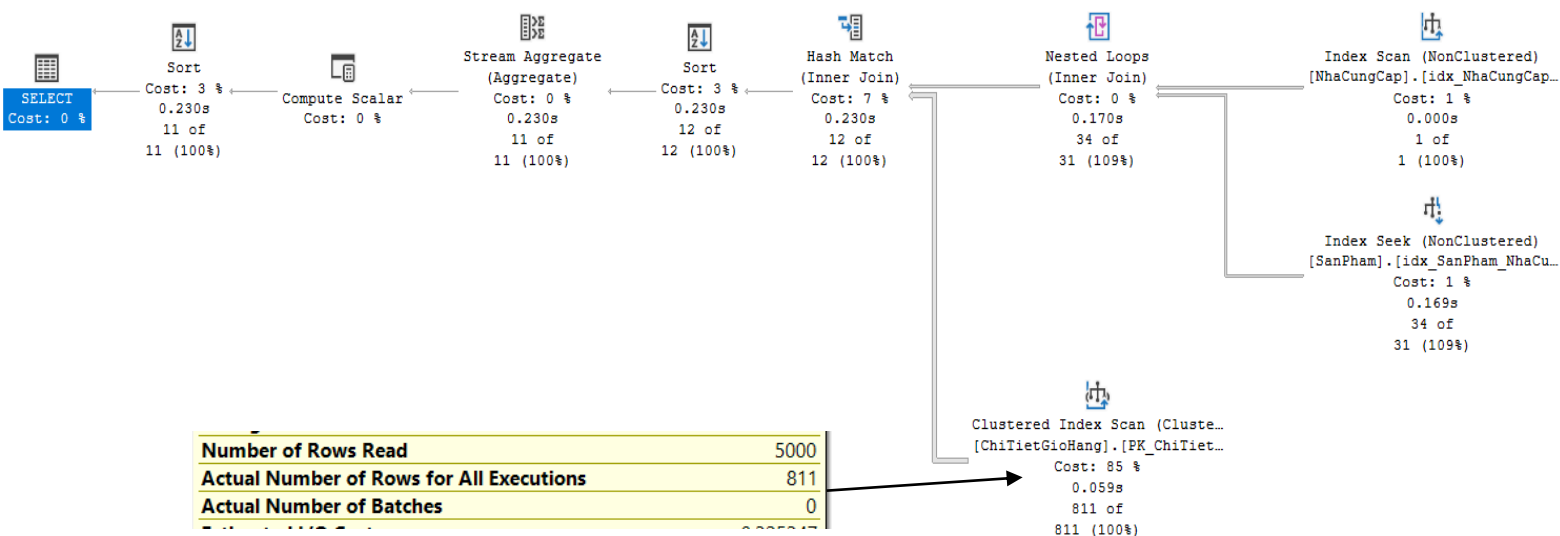 SELECT
Cost: 0 %
Sort
Cost: 3 %
0.230s
11 of
11 (100%)
Compute Scalar
Cost: 0 %
Stream Aggregate
(Aggregate)
Cost: 0 %
0.230s
11 of
11 (100%)
Sort
Cost: 3 %
0.230s
12 of
12 (100%)
Hash Match
(Inner Join)
Cost: 7 %
0.230s
12 of
12 (100%)
Nested Loops
(Inner Join)
Cost: 0 %
0.170s
34 of
31 (109%)
Index Scan (NonClustered)
[NhaCungCap].[idx_NhaCungCap…
Cost: 1 %
0.000s
1 of
1 (100%)
Index Seek (NonClustered)
[SanPham].[idx_SanPham_NhaCu…
Cost: 1 %
0.169s
34 of
31 (109%)
Clustered Index Scan (Cluste…
[ChiTietGioHang].[PK_ChiTiet…
Cost: 85 %
0.059s
811 of
811 (100%)
Number of Rows Read 5000
Actual Number of Rows for All Executions 811
Actual Number of Batches 0